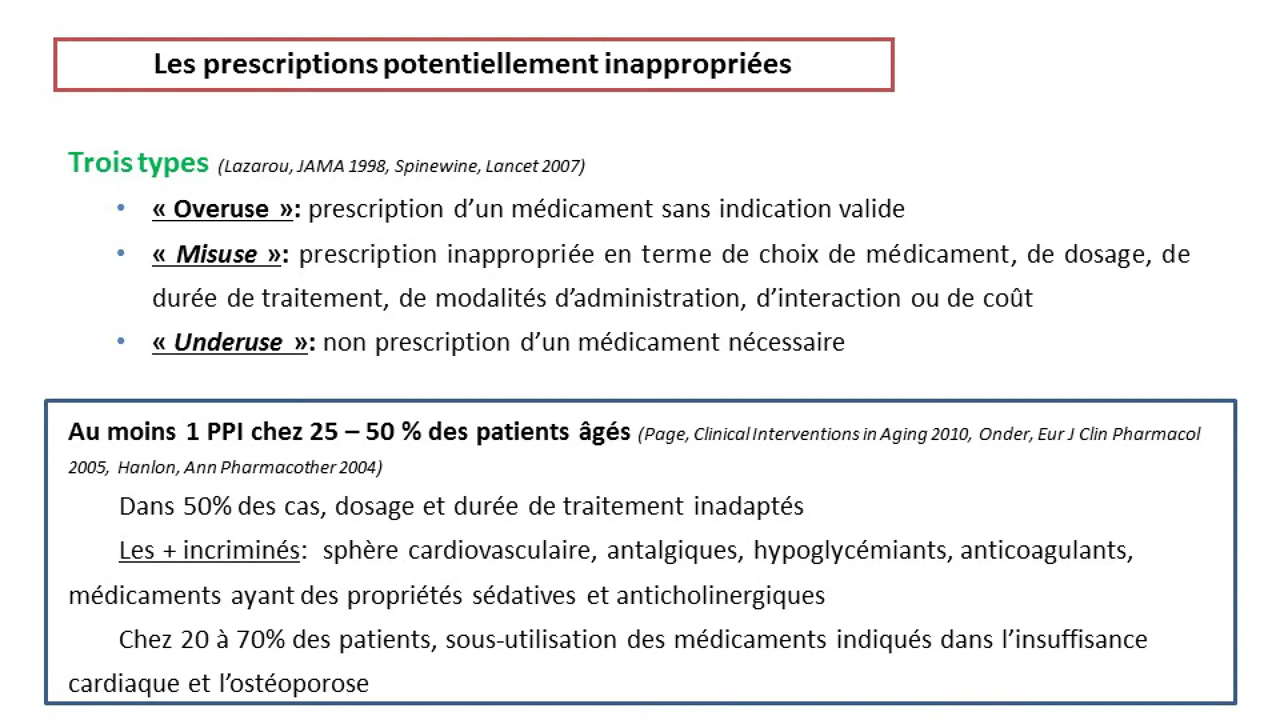 Les prescriptions potentiellement inappropriées
Trois types (Lazarou, JAMA 1998, Spinewine, Lancet 2007)
• « Overuse »: prescription d’un médicament sans indication valide
• « Misuse »: prescription inappropriée en terme de choix de médicament, de dosage, de
durée de traitement, de modalités d’administration, d’interaction ou de coût
• « Underuse »: non prescription d’un médicament nécessaire
Au moins 1 PPI chez 25 – 50 % des patients âgés (Page, Clinical Interventions in Aging 2010, Onder, Eur J Clin Pharmacol
2005, Hanlon, Ann Pharmacother 2004)
Dans 50% des cas, dosage et durée de traitement inadaptés
Les + incriminés: sphère cardiovasculaire, antalgiques, hypoglycémiants, anticoagulants,
médicaments ayant des propriétés sédatives et anticholinergiques
Chez 20 à 70% des patients, sous-utilisation des médicaments indiqués dans l’insuffisance
cardiaque et l’ostéoporose